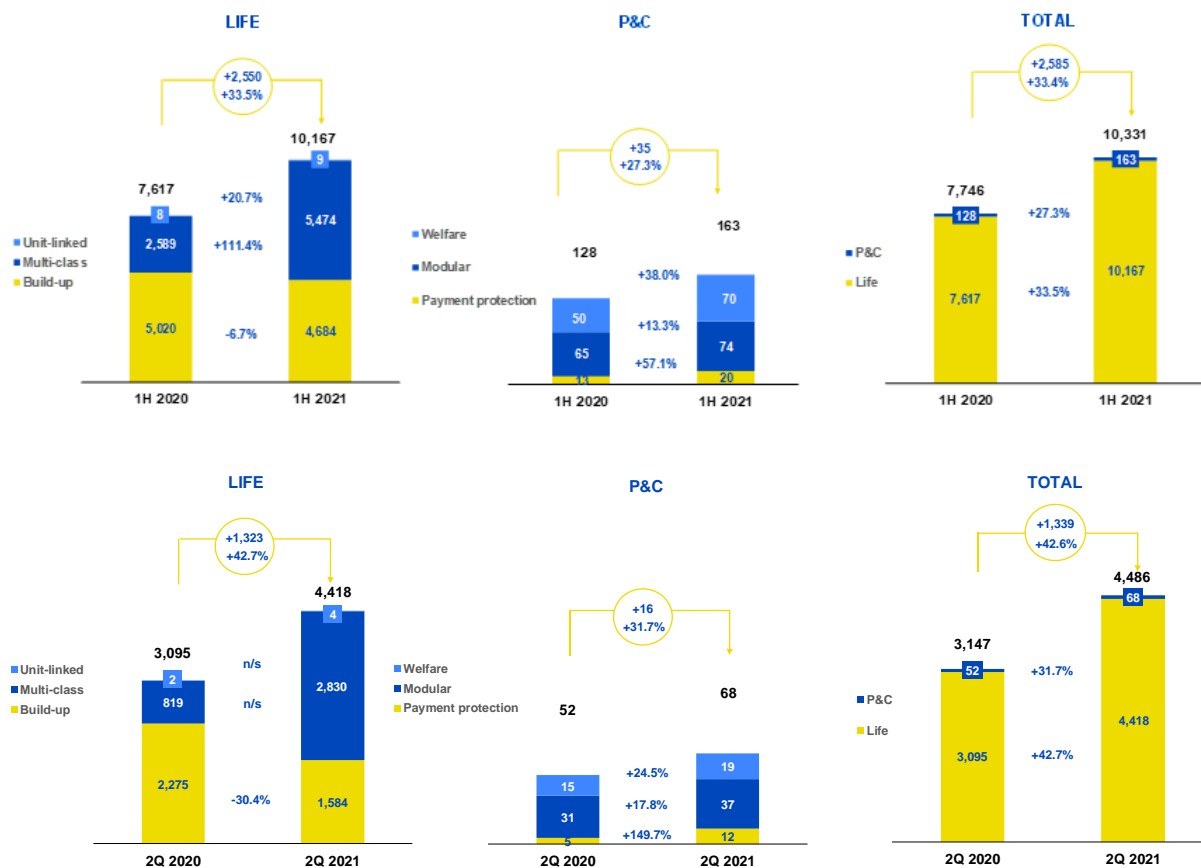 LIFE
+2,550
+33.5%
10,167
9
7,617
+20.7%
8
5,474
2,589
+111.4%
Unit-linked
Multi-class
Build-up
5,020
-6.7%
4,684
1H 2020
1H 2021
P&C
+35
+27.3%
163
128
Welfare
Modular
Payment protection
+38.0%
50
70
+13.3%
65
74
+57.1%
13
20
1H 2020
1H 2021
TOTAL
+2,585
+33.4%
10,331
163
7,746
128
+27.3%
P&C
Life
10,167
7,617
+33.5%
1H 2020
1H 2021
LIFE
+1,323
+42.7%
4,418
4
3,095
n/s
2
Unit-linked
Multi-class
Build-up
819
n/s
2,830
2,275
-30.4%
1,584
2Q 2020
2Q 2021
P&C
+16
+31.7%
68
52
Welfare
Modular
Payment protection
+24.5%
15
19
+17.8%
31
37
+149.7%
5
12
2Q 2020
2Q 2021
TOTAL
+1,339
+42.6%
4,486
68
3,147
52
+31.7%
P&C
Life
4,418
3,095
+42.7%
2Q 2020
2Q 2021